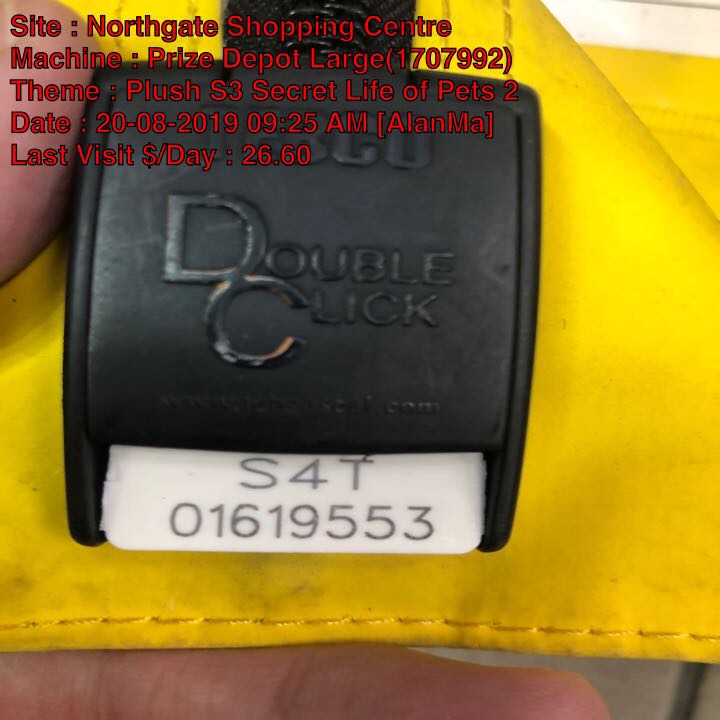 Site : Northgate Shopping Centre
Machine : Prize Depot Large(1707992)
Theme : Plush S3 Secret Life of Pets 2
Date : 20-08-2019 09:25 AM [AlanMa]
Last Visit $/Day : 26.60
DOUBLE
CLICK
S4T
01619553